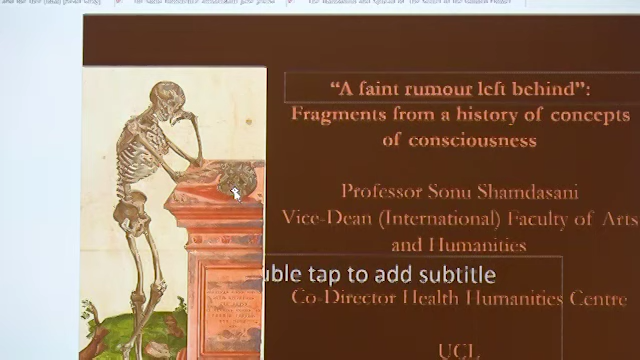 “A faint rumour left behind”:
Fragments from a history of concepts
of consciousness
Professor Sonu Shamdasani
Vice-Dean (International) Faculty of Arts
and Humanities
uble tap to add subtitle
Co-Director Health Humanities Centre
UCL